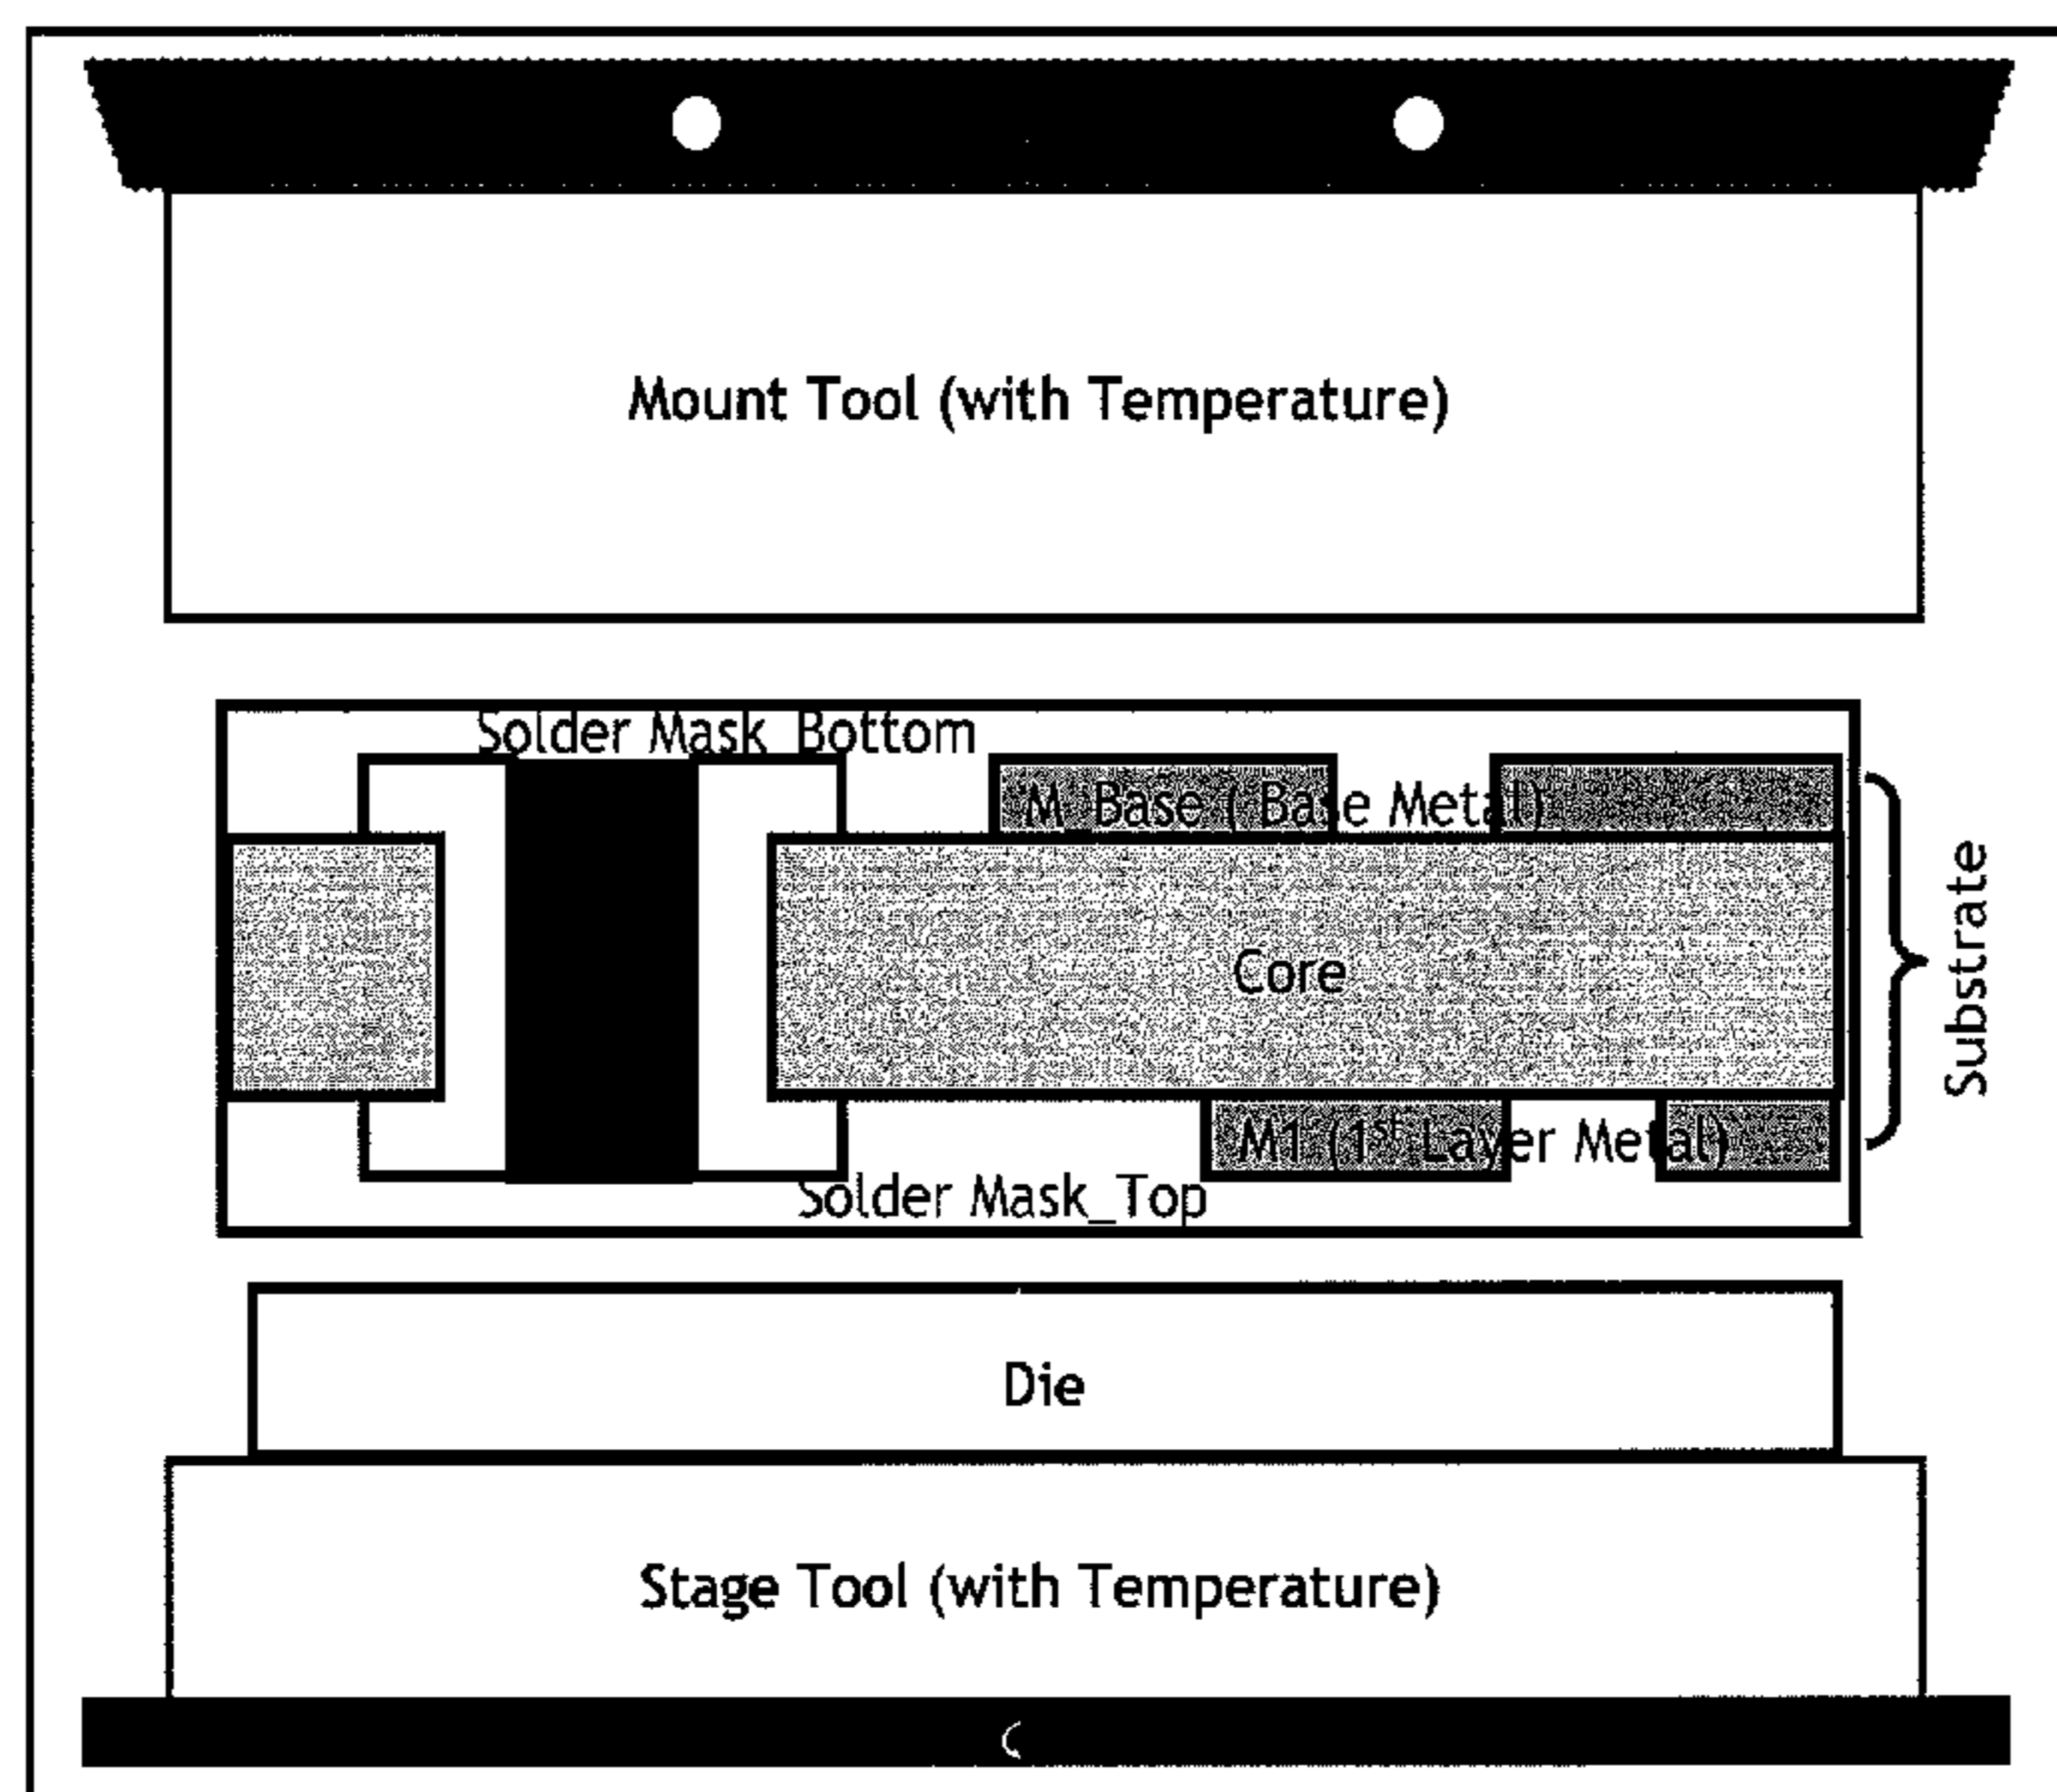 Mount Tool (with Temperature)
Solder Mask_Bottom
M_Base ( Base Metal)
Core
Substrate
M1 (1st Layer Metal)
Solder Mask_Top
Die
Stage Tool (with Temperature)